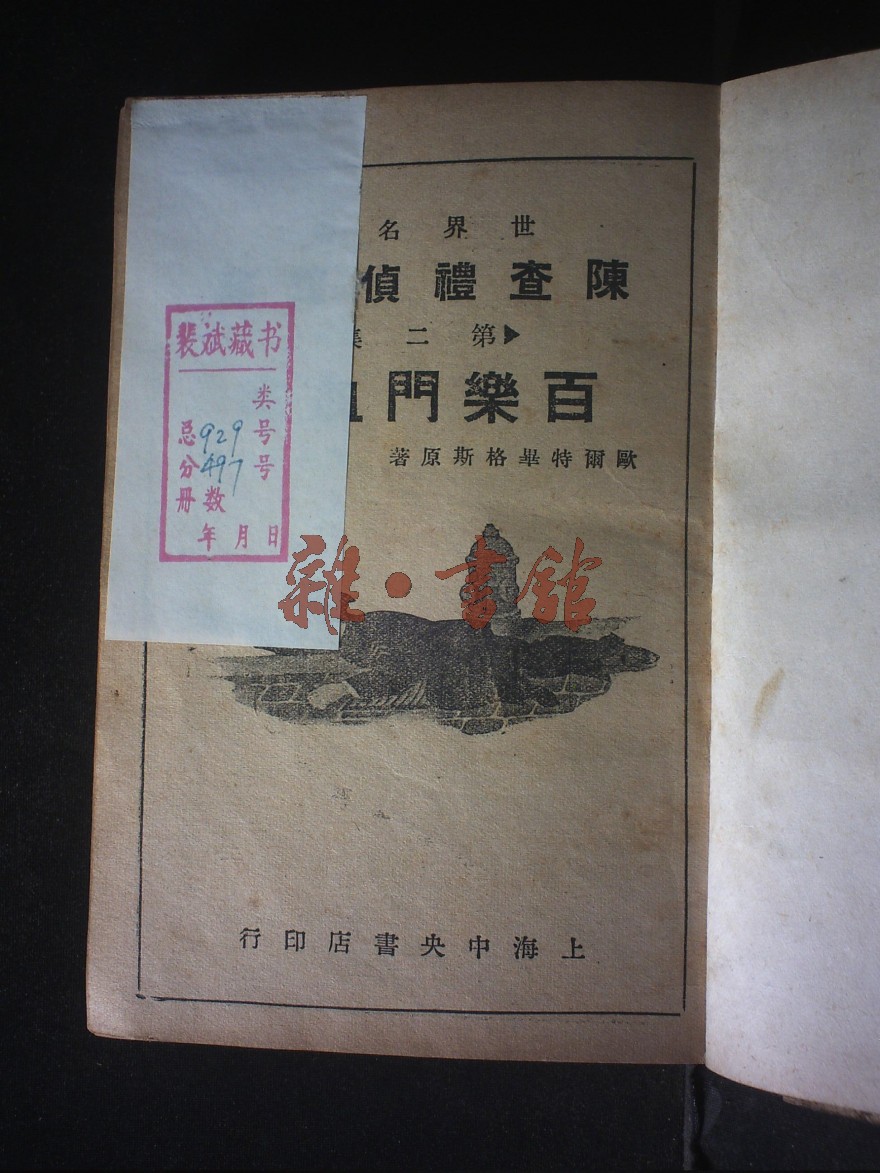 世界名
陳查禮偵
▶第二集
百樂門
歐爾特畢格斯原著
上海中央書店印行
裴斌藏书
类号
总号 929
分 497
册数
年月日
雜·書舘